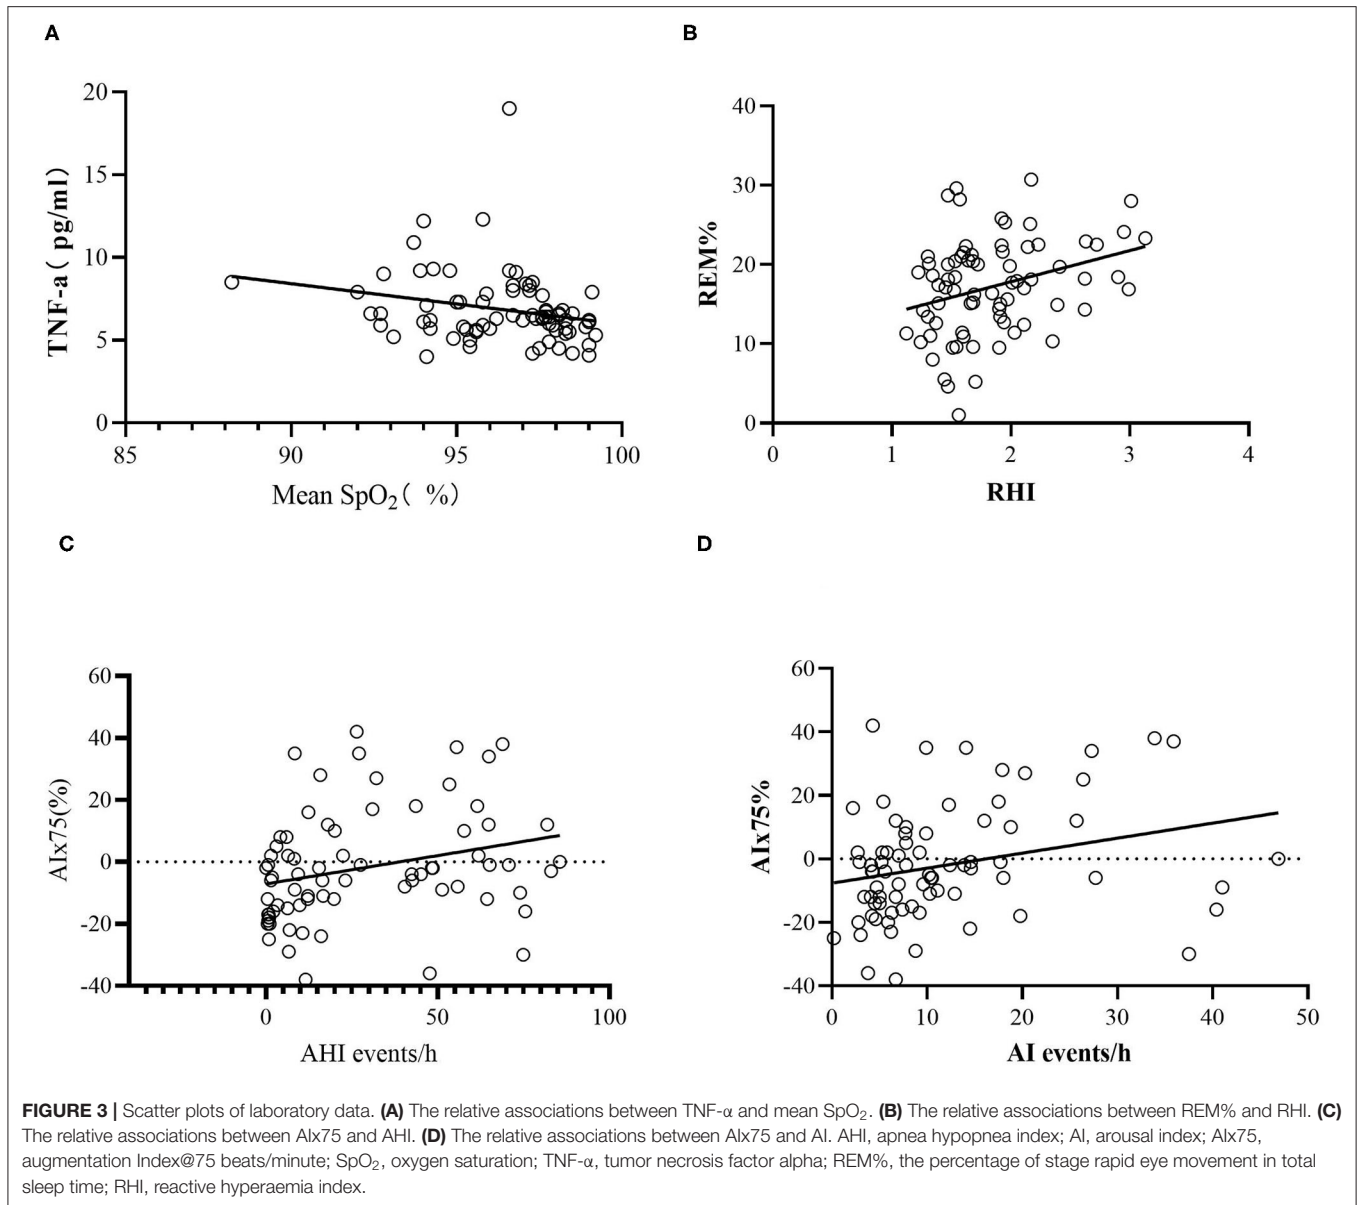 A
B
20
15
10
5
0
TNF-a( pg/ml)
85
90
95
100
Mean SpO₂( %)
40
30
20
10
0
REM%
0
1
2
3
4
RHI
C
D
60
40
20
0
-20
-40
AIx75(%)
0
50
100
AHI events/h
60
40
20
0
-20
-40
AIx75%
0
10
20
30
40
50
AI events/h
FIGURE 3 | Scatter plots of laboratory data. (A) The relative associations between TNF-α and mean SpO₂. (B) The relative associations between REM% and RHI. (C)
The relative associations between AIx75 and AHI. (D) The relative associations between AIx75 and AI. AHI, apnea hypopnea index; AI, arousal index; AIx75,
augmentation Index@75 beats/minute; SpO₂, oxygen saturation; TNF-α, tumor necrosis factor alpha; REM%, the percentage of stage rapid eye movement in total
sleep time; RHI, reactive hyperaemia index.